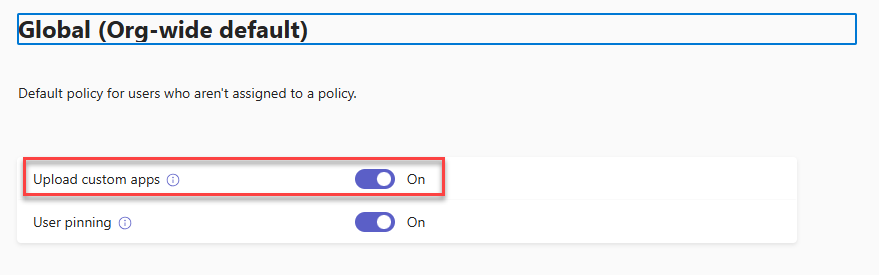 Global (Org-wide default)
Default policy for users who aren't assigned to a policy.
Upload custom apps On
User pinning On